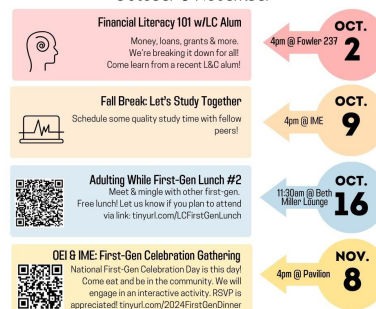 Financial Literacy 101 w/LC Alum
Money, loans, grants & more.
We're breaking it down for all!
Come learn from a recent L&C alum!
4pm @ Fowler 237
OCT.
2
Fall Break: Let's Study Together
Schedule some quality study time with fellow
peers!
4pm @ IME
OCT.
9
Adulting While First-Gen Lunch #2
Meet & mingle with other first-gen.
Free lunch! Let us know if you plan to attend
via link: tinyurl.com/LCFirstGenLunch
11:30am @ Beth
Miller Lounge
OCT.
16
OEI & IME: First-Gen Celebration Gathering
National First-Gen Celebration Day is this day!
Come eat and be in the community. We will
engage in an interactive activity. RSVP is
appreciated! tinyurl.com/2024FirstGenDinner
4pm @ Pavilion
NOV.
8